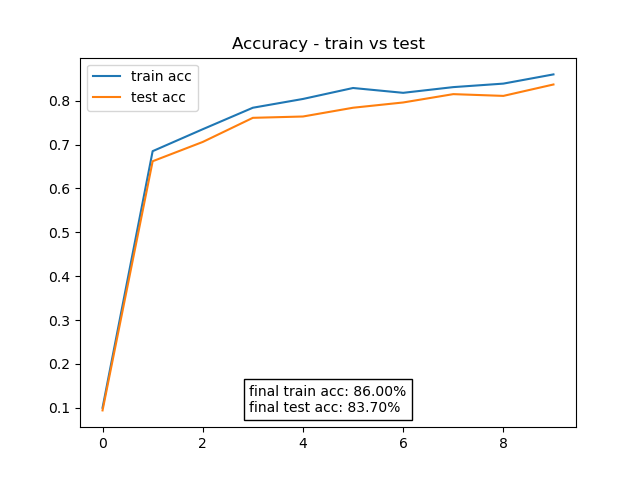 Accuracy - train vs test
train acc
test acc
0.8
0.7
0.6
0.5
0.4
0.3
0.2
0.1
final train acc: 86.00%
final test acc: 83.70%
0 2 4 6 8